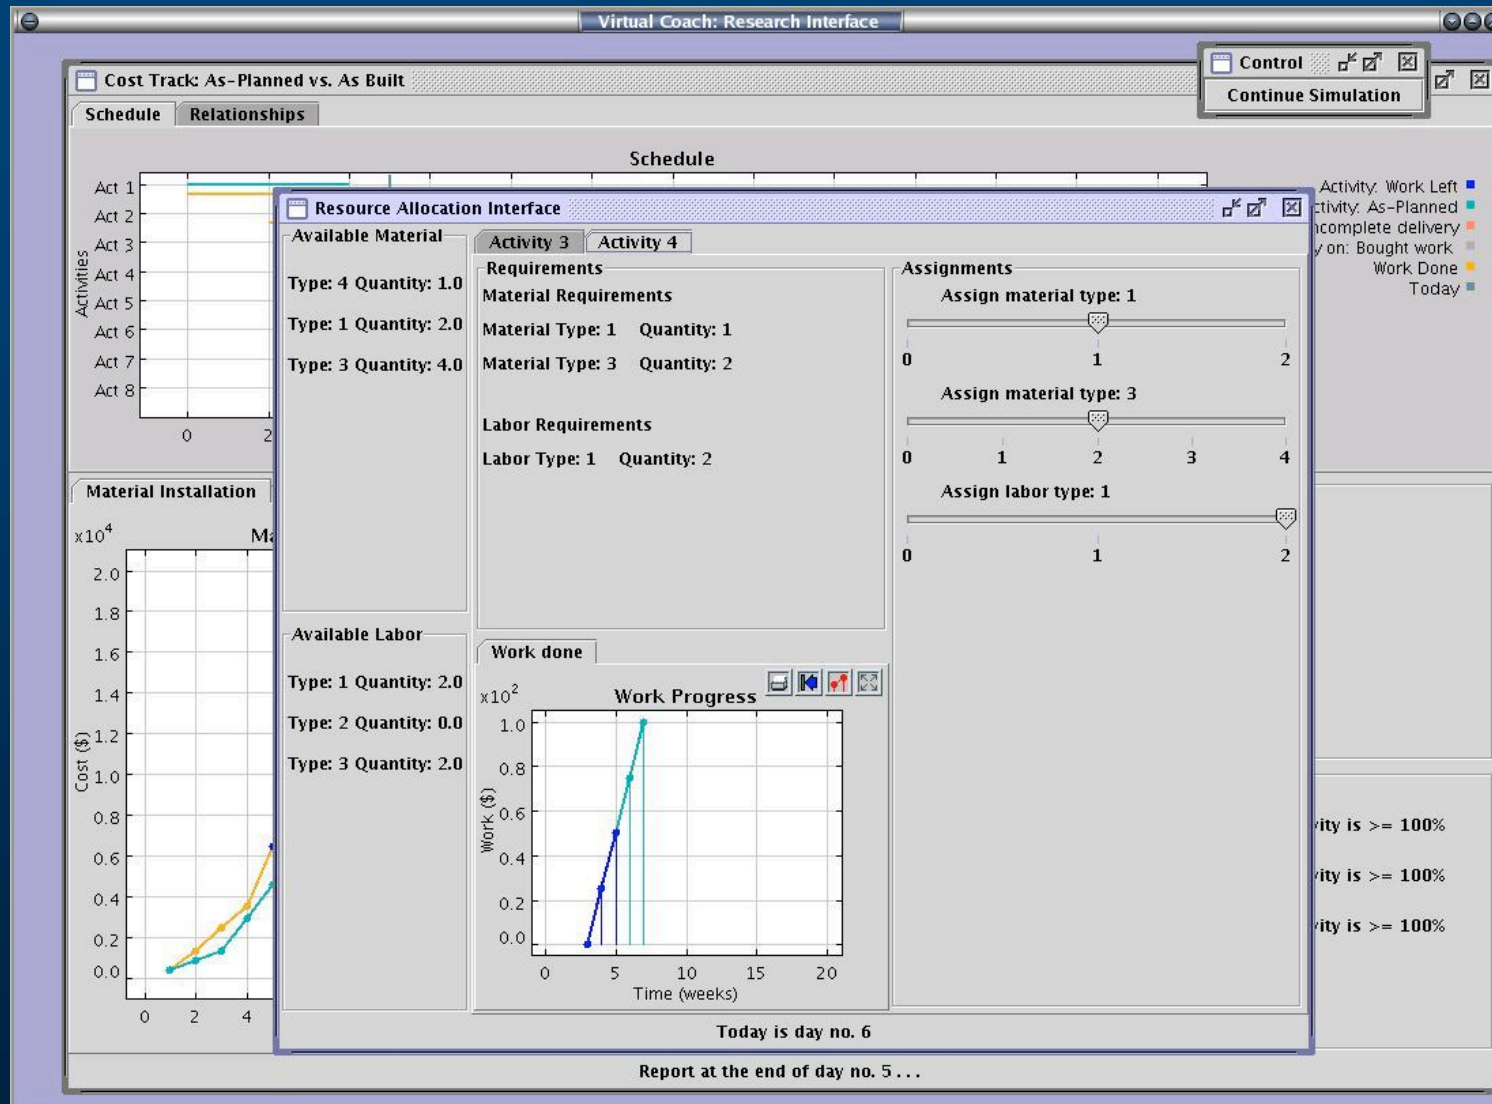 Virtual Coach: Research Interface
Control
Continue Simulation
Cost Track: As-Planned vs. As Built
Schedule Relationships
Schedule
Act 1
Act 2
Act 3
Act 4
Act 5
Act 6
Act 7
Act 8
Activities
0 2
Activity: Work Left
Activity: As-Planned
Incomplete delivery
on: Bought work
Work Done
Today
Resource Allocation Interface
Available Material
Type: 4 Quantity: 1.0
Type: 1 Quantity: 2.0
Type: 3 Quantity: 4.0
Available Labor
Type: 1 Quantity: 2.0
Type: 2 Quantity: 0.0
Type: 3 Quantity: 2.0
Activity 3 Activity 4
Requirements
Material Requirements
Material Type: 1 Quantity: 1
Material Type: 3 Quantity: 2
Labor Requirements
Labor Type: 1 Quantity: 2
Assignments
Assign material type: 1
0 1 2
Assign material type: 3
0 1 2 3 4
Assign labor type: 1
0 1 2
Work done
Work Progress
x10²
1.0
0.8
0.6
0.4
0.2
0.0
Work ($)
0 5 10 15 20
Time (weeks)
Today is day no. 6
Material Installation
x10⁴
2.0
1.8
1.6
1.4
1.2
1.0
0.8
0.6
0.4
0.2
0.0
Cost ($)
0 2 4
is >= 100%
is >= 100%
is >= 100%
Report at the end of day no. 5 . . .